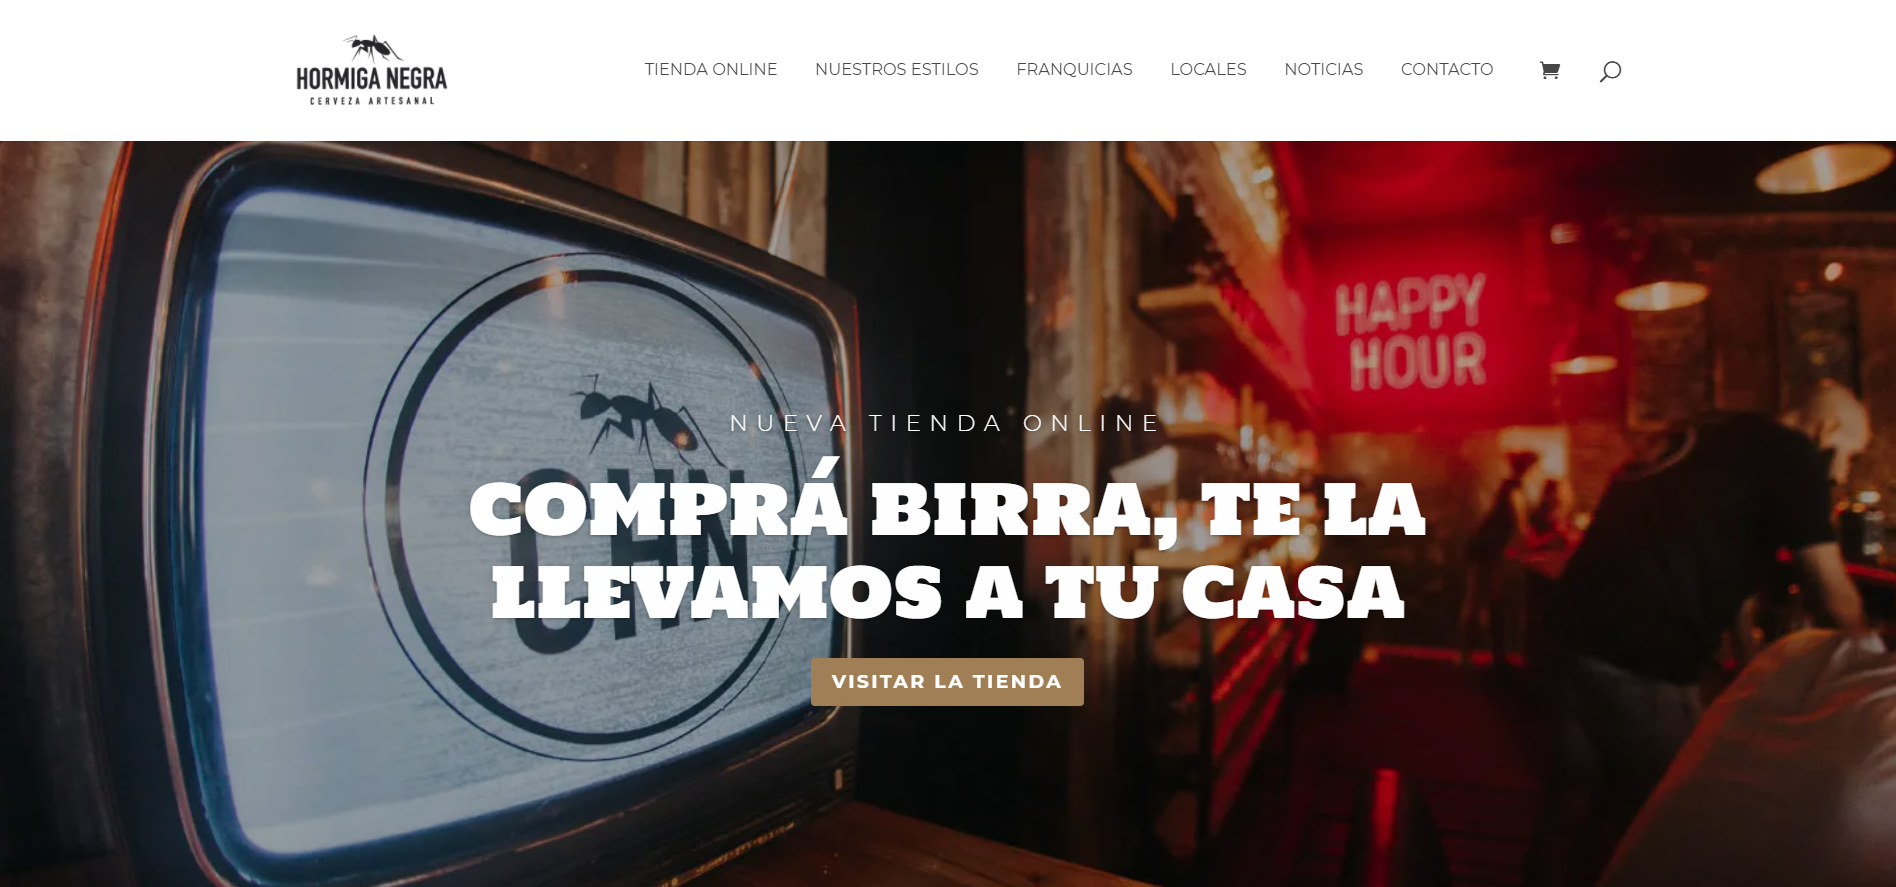 HORMIGA NEGRA
CERVEZA ARTESANAL
TIENDA ONLINE NUESTROS ESTILOS FRANQUICIAS LOCALES NOTICIAS CONTACTO
HAPPY
HOUR
NUEVA TIENDA ONLINE
CHN
COMPRÁ BIRRA, TE LA
LLEVAMOS A TU CASA
VISITAR LA TIENDA